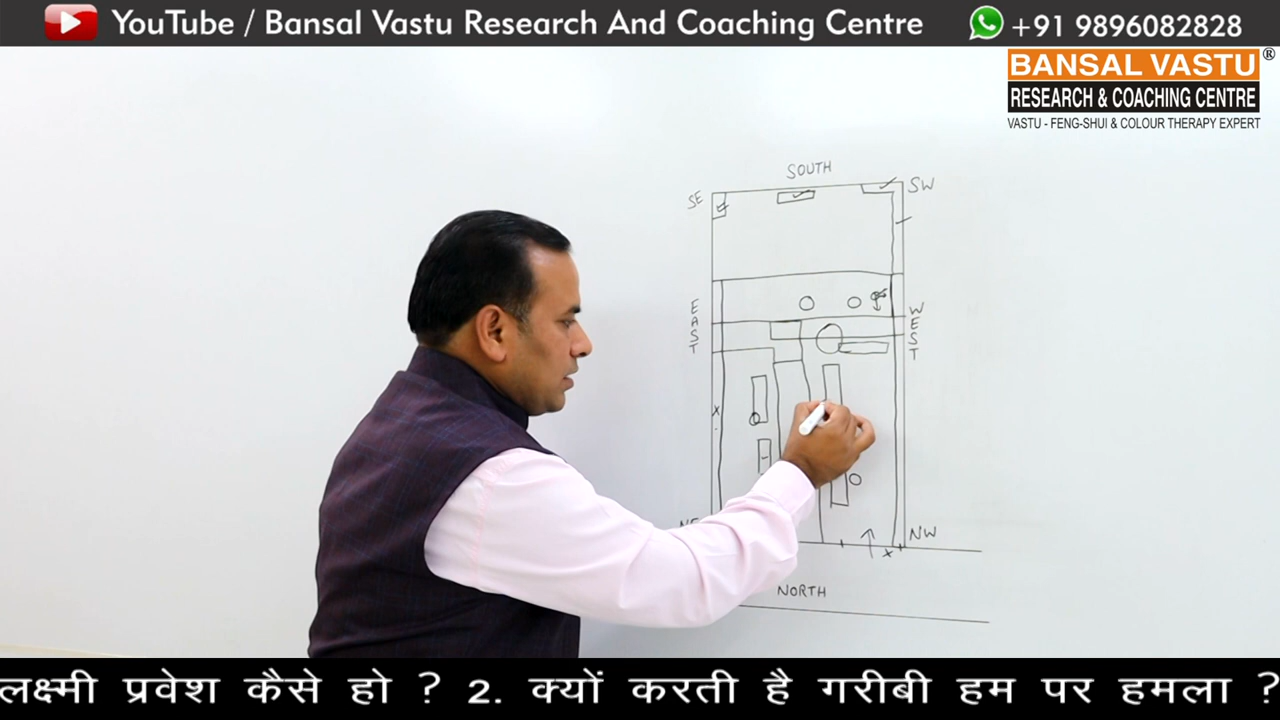 YouTube / Bansal Vastu Research And Coaching Centre
+91 9896082828
BANSAL VASTU®
RESEARCH & COACHING CENTRE
VASTU - FENG-SHUI & COLOUR THERAPY EXPERT
SOUTH
SE
SW
EAST
WEST
NW
NORTH
लक्ष्मी प्रवेश कैसे हो ? 2. क्यों करती है गरीबी हम पर हमला ?